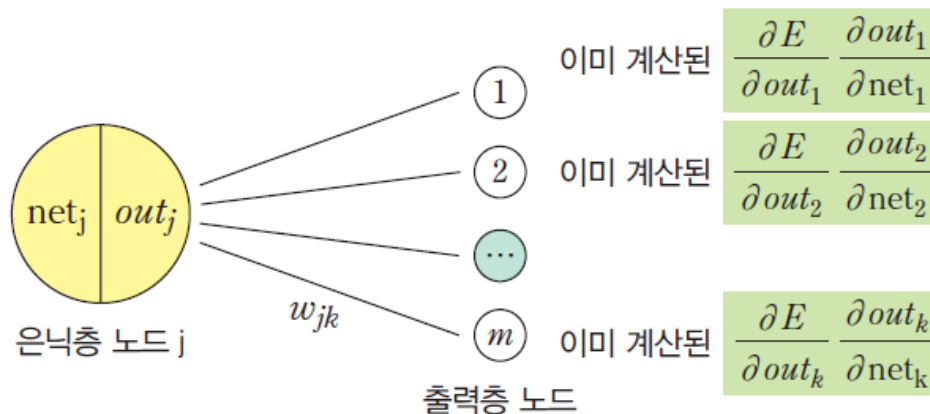 이미 계산된 ∂E/∂out₁ ∂out₁/∂net₁
1
2
이미 계산된 ∂E/∂out₂ ∂out₂/∂net₂
net_j out_j
...
w_jk
m
이미 계산된 ∂E/∂out_k ∂out_k/∂net_k
은닉층 노드 j
출력층 노드